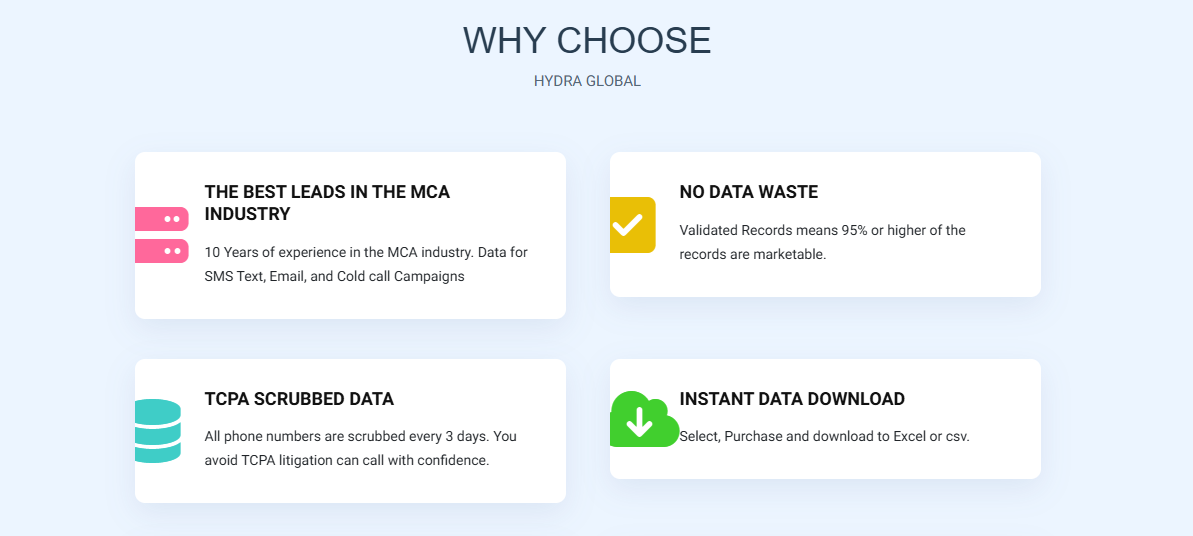 WHY CHOOSE
HYDRA GLOBAL
THE BEST LEADS IN THE MCA
INDUSTRY
10 Years of experience in the MCA industry. Data for
SMS Text, Email, and Cold call Campaigns
NO DATA WASTE
Validated Records means 95% or higher of the
records are marketable.
TCPA SCRUBBED DATA
All phone numbers are scrubbed every 3 days. You
avoid TCPA litigation can call with confidence.
INSTANT DATA DOWNLOAD
Select, Purchase and download to Excel or csv.